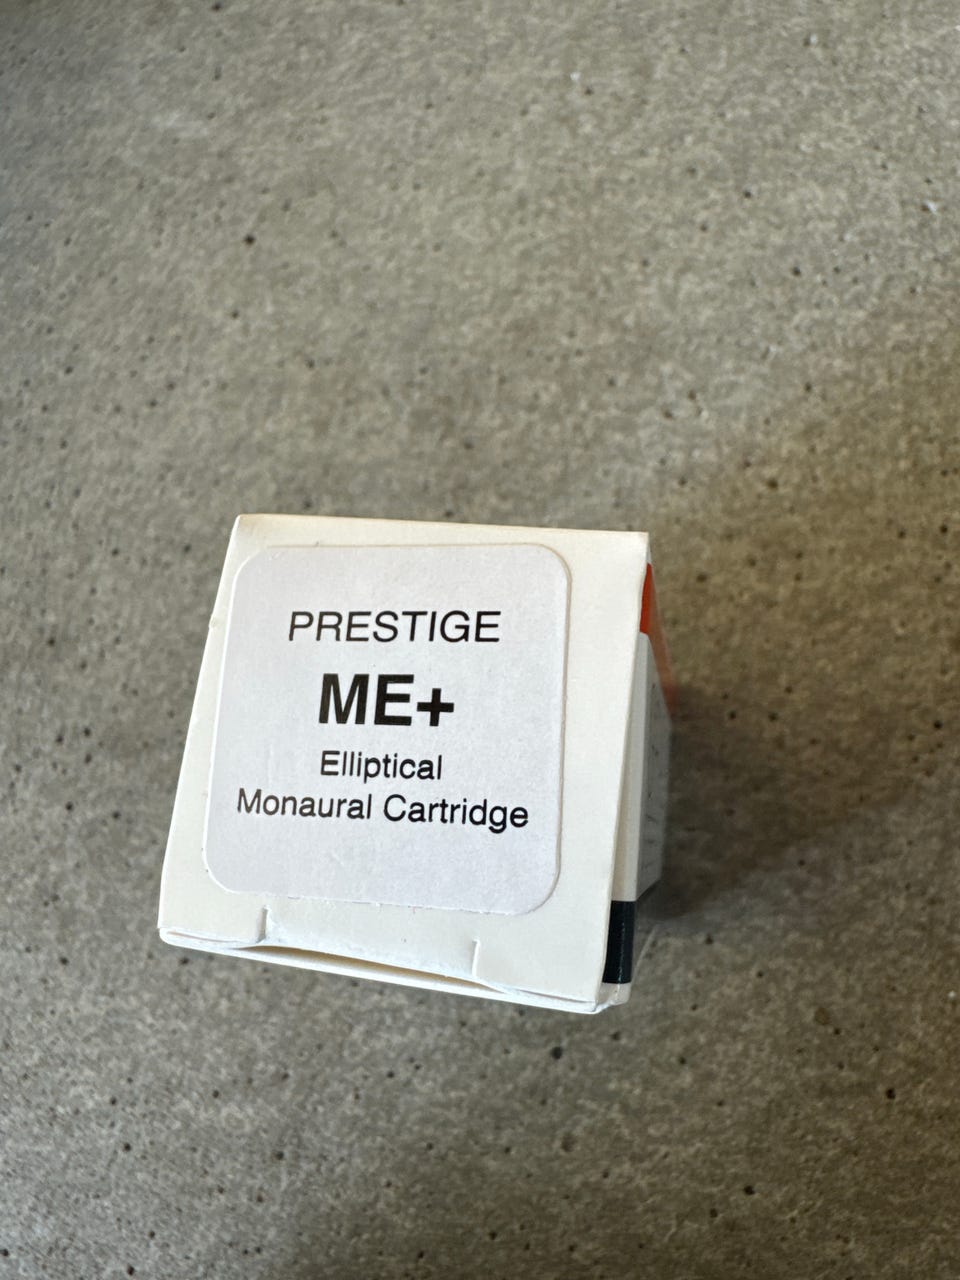 PRESTIGE
ME+
Elliptical
Monaural Cartridge